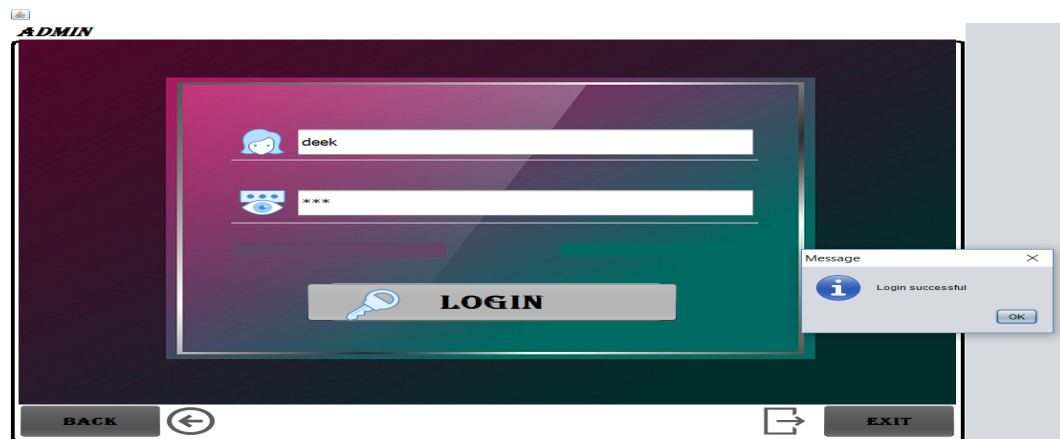 ADMIN
deek
***
LOGIN
Message
Login successful
OK
BACK
EXIT